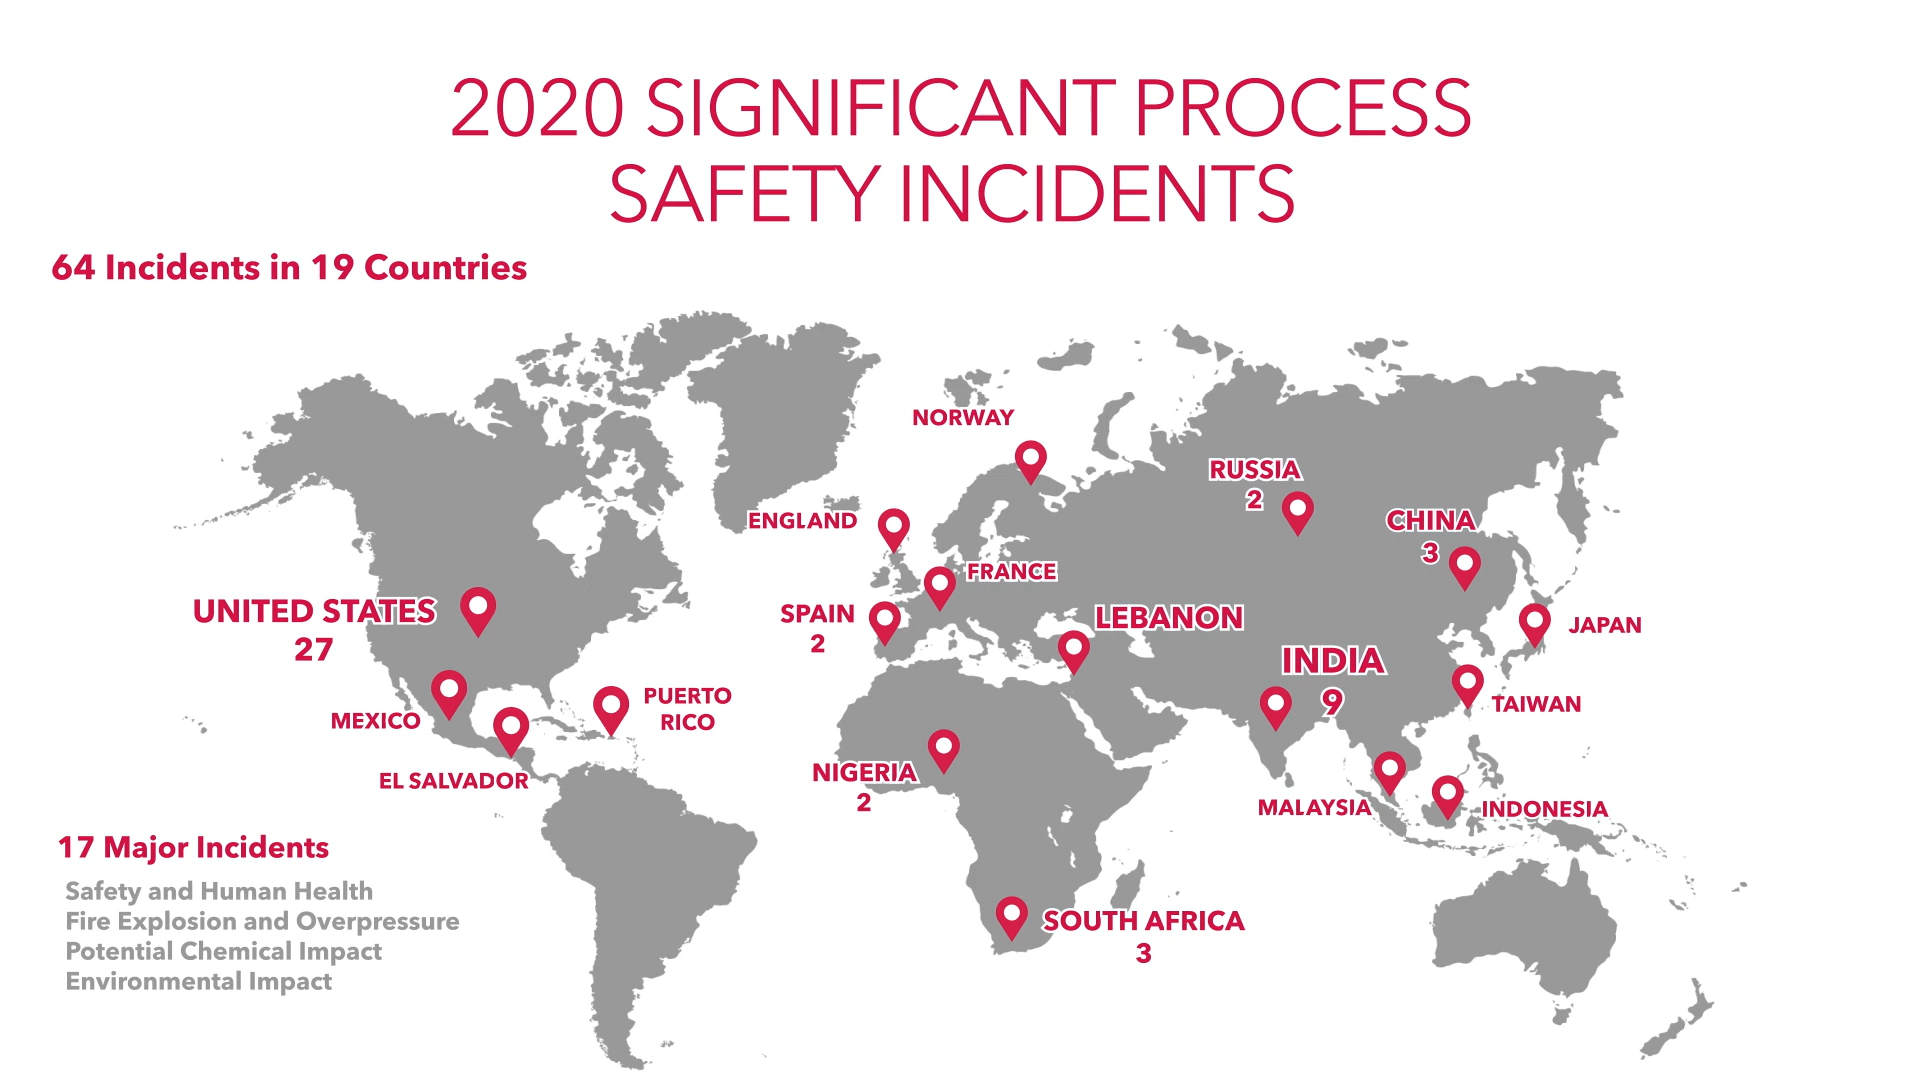 2020 SIGNIFICANT PROCESS
SAFETY INCIDENTS
64 Incidents in 19 Countries
NORWAY
RUSSIA
2
ENGLAND
CHINA
3
FRANCE
UNITED STATES
27
SPAIN
2
LEBANON
JAPAN
INDIA
9
MEXICO
PUERTO
RICO
TAIWAN
EL SALVADOR
NIGERIA
2
MALAYSIA
INDONESIA
17 Major Incidents
Safety and Human Health
Fire Explosion and Overpressure
Potential Chemical Impact
Environmental Impact
SOUTH AFRICA
3